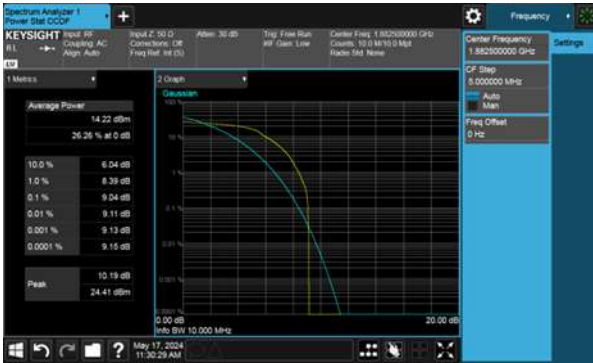 Spectrum Analyzer 1
Power Stat CCDF
Frequency
KEYSIGHT
Input: RF
Coupling: AC
Align: Auto
Input Z: 50 Ω
Corrections: Off
Freq Ref: Int (S)
Atten: 30 dB
Trig: Free Run
IF Gain: Low
Center Freq: 1.882500000 GHz
Counts: 10.0 M/10.0 Mpt
Radio Std: None
Center Frequency
1.882500000 GHz
Settings
CF Step
5.000000 MHz
Auto
Man
Freq Offset
0 Hz
1 Metrics
2 Graph
Gaussian
Average Power
14.22 dBm
26.26 % at 0 dB
10.0 % 6.04 dB
1.0 % 8.39 dB
0.1 % 9.04 dB
0.01 % 9.11 dB
0.001 % 9.13 dB
0.0001 % 9.15 dB
Peak
10.19 dB
24.41 dBm
100 %
10 %
1 %
0.1 %
0.01 %
0.001 %
0.0001 %
0.00 dB
20.00 dB
Info BW 10.000 MHz
May 17, 2024
11:30:29 AM